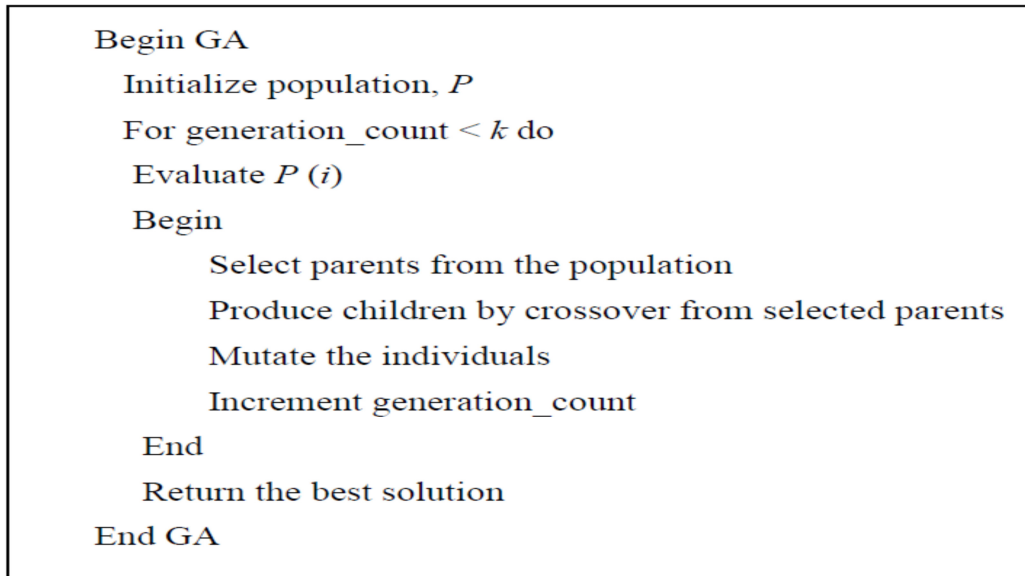 Begin GA
Initialize population, P
For generation_count < k do
Evaluate P (i)
Begin
Select parents from the population
Produce children by crossover from selected parents
Mutate the individuals
Increment generation_count
End
Return the best solution
End GA